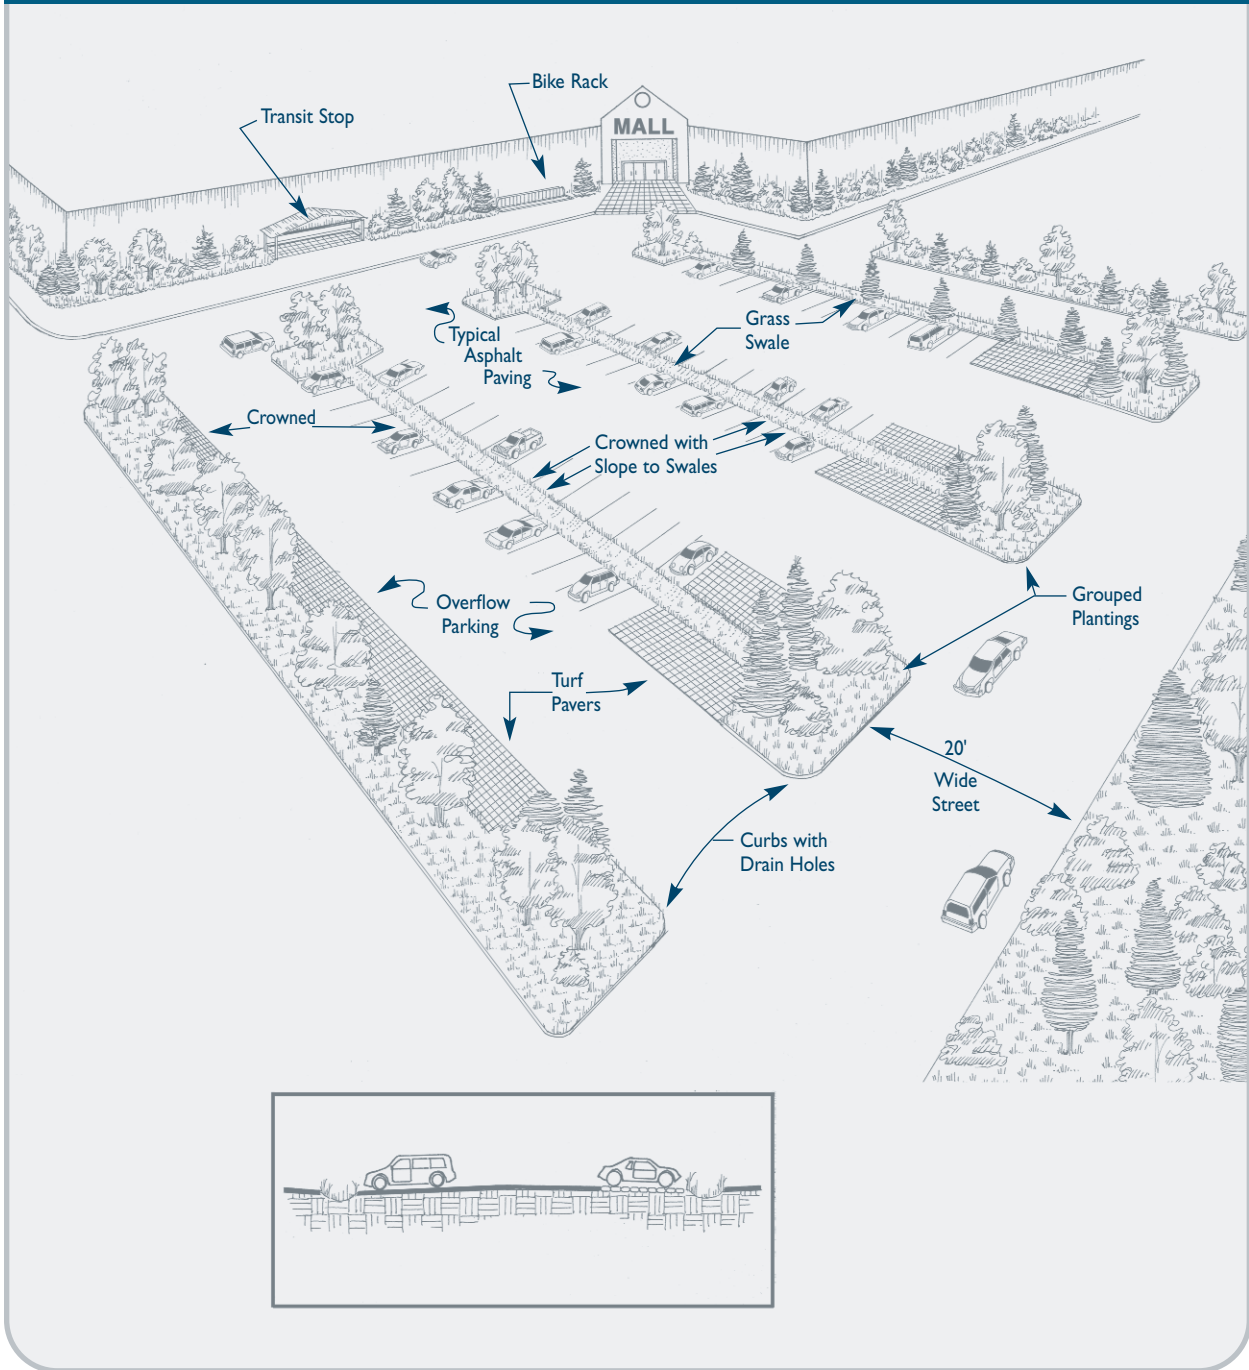 Bike Rack
Transit Stop
MALL
Grass
Swale
Typical
Asphalt
Paving
Crowned
Crowned with
Slope to Swales
Overflow
Parking
Grouped
Plantings
Turf
Pavers
20'
Wide
Street
Curbs with
Drain Holes